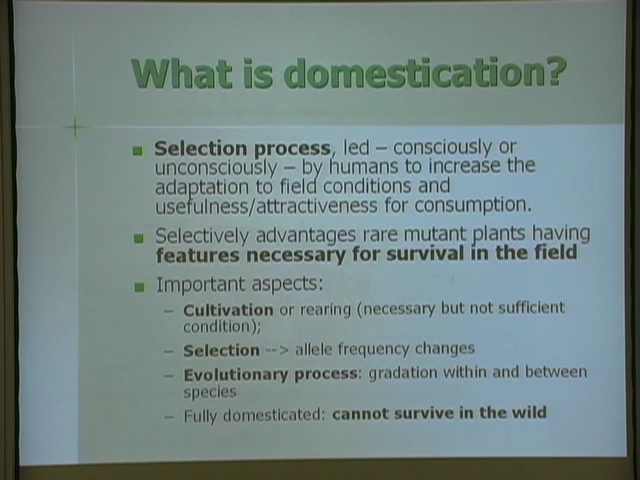 What is domestication?
Selection process, led – consciously or
unconsciously – by humans to increase the
adaptation to field conditions and
usefulness/attractiveness for consumption.
Selectively advantages rare mutant plants having
features necessary for survival in the field
Important aspects:
– Cultivation or rearing (necessary but not sufficient
condition);
– Selection --> allele frequency changes
– Evolutionary process: gradation within and between
species
– Fully domesticated: cannot survive in the wild